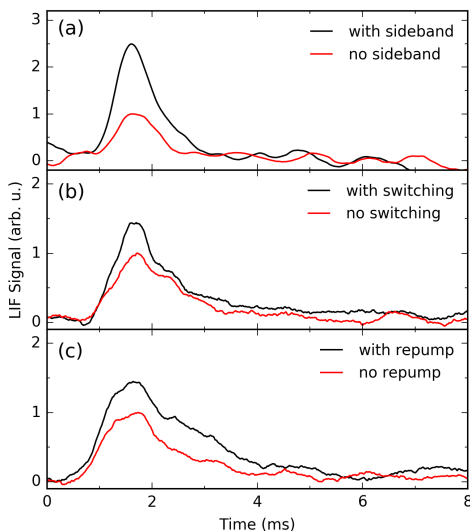 (a)
with sideband
no sideband
2
1
0
(b)
with switching
no switching
2
1
0
LIF Signal (arb. u.)
(c)
with repump
no repump
2
1
0
0 2 4 6 8
Time (ms)